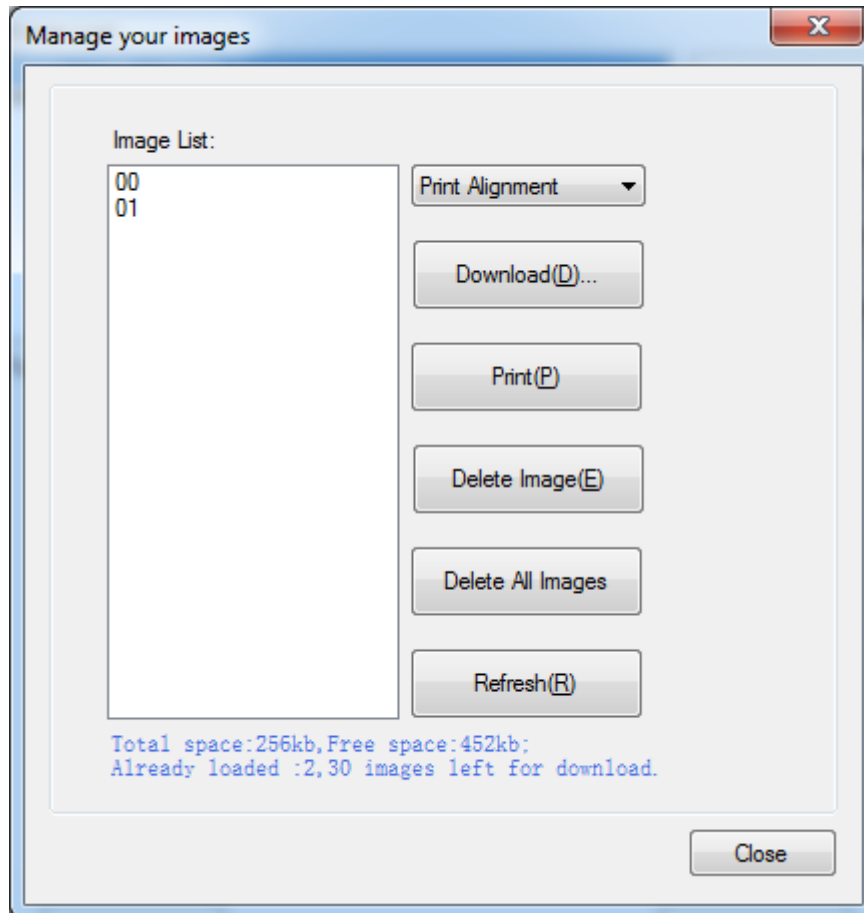 Manage your images
Image List:
00
01
Print Alignment
Download(D)...
Print(P)
Delete Image(E)
Delete All Images
Refresh(R)
Total space:256kb,Free space:452kb;
Already loaded :2,30 images left for download.
Close